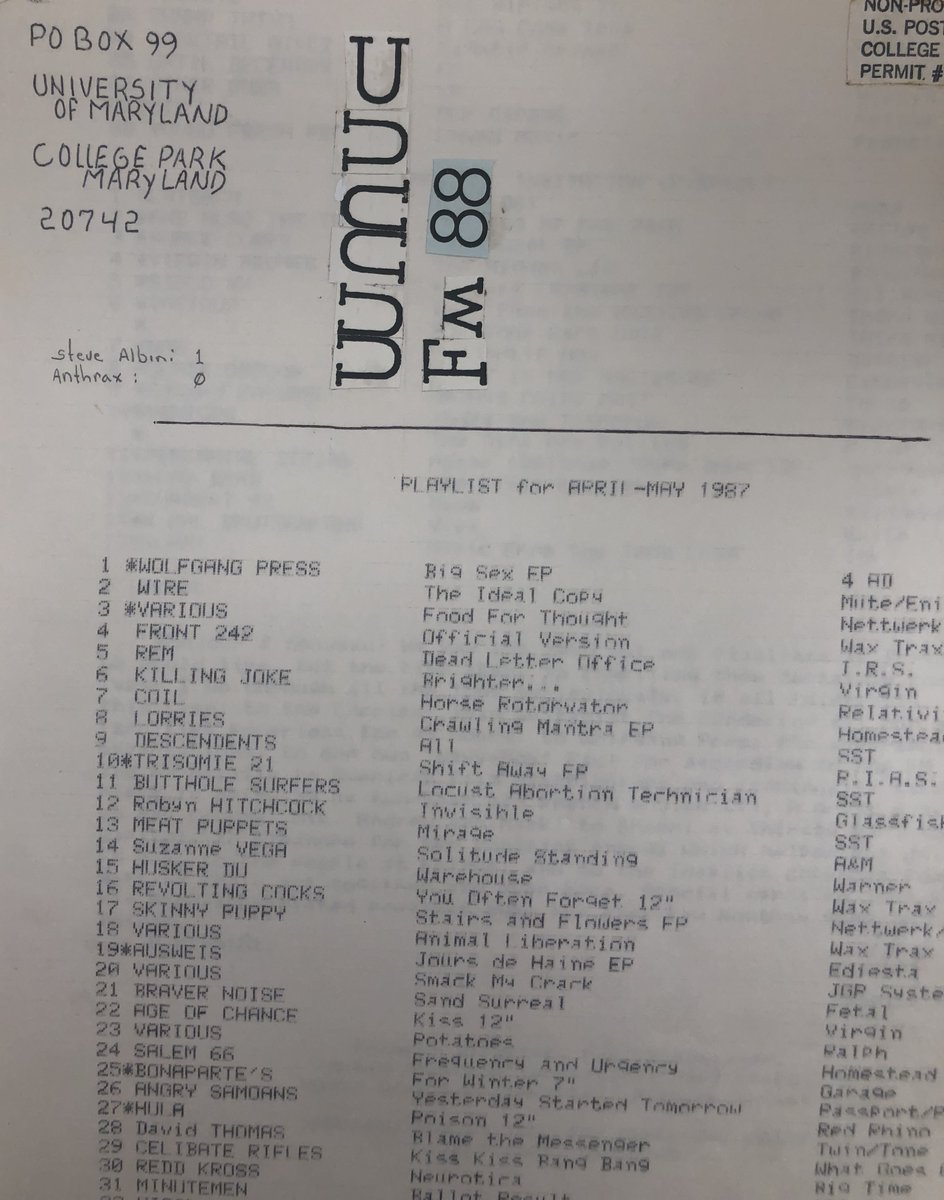 PO BOX 99
UNIVERSITY
OF MARYLAND
COLLEGE PARK
MARYLAND
20742
WMUC
FM 88
NON-PRO
U.S. POST
COLLEGE
PERMIT #
Steve Albini: 1
Anthrax: 0
PLAYLIST for APRIL-MAY 1987
1 *WOLFGANG PRESS Big Sex EP 4 AD
2 WIRE The Ideal Copy Mute/Eni
3 *VARIOUS Food For Thought Nettwerk
4 FRONT 242 Official Version Wax Trax
5 REM Dead Letter Office I.R.S.
6 KILLING JOKE Brighter... Virgin
7 COIL Horse Rotorvator Relativi
8 LORRIES Crawling Mantra EP Homestead
9 DESCENDENTS All SST
10*TRISOMIE 21 Shift Away EP P.I.A.S.
11 BUTTHOLE SURFERS Locust Abortion Technician SST
12 Robyn HITCHCOCK Invisible Glassfish
13 MEAT PUPPETS Mirage SST
14 Suzanne VEGA Solitude Standing A&M
15 HUSKER DU Warehouse Warner
16 REVOLTING COCKS You Often Forget 12" Wax Trax
17 SKINNY PUPPY Stairs and Flowers EP Nettwerk/
18 VARIOUS Animal Liberation Wax Trax
19*AUSWEIS Jours de Haine EP Ediesta
20 VARIOUS Smack My Crack JGP Syste
21 BRAVER NOISE Sand Surreal Fetal
22 AGE OF CHANCE Kiss 12" Virgin
23 VARIOUS Potatoes Ralph
24 SALEM 66 Frequency and Urgency Homestead
25*BONAPARTE'S For Winter 7" Garage
26 ANGRY SAMOANS Yesterday Started Tomorrow Passport/P
27*HULA Poison 12" Red Rhino
28 David THOMAS Blame the Messenger Twin/Tone
29 CELIBATE RIFLES Kiss Kiss Bang Bang What Goes
30 REDD KROSS Neurotica Big Time
31 MINUTEMEN Ballot Result